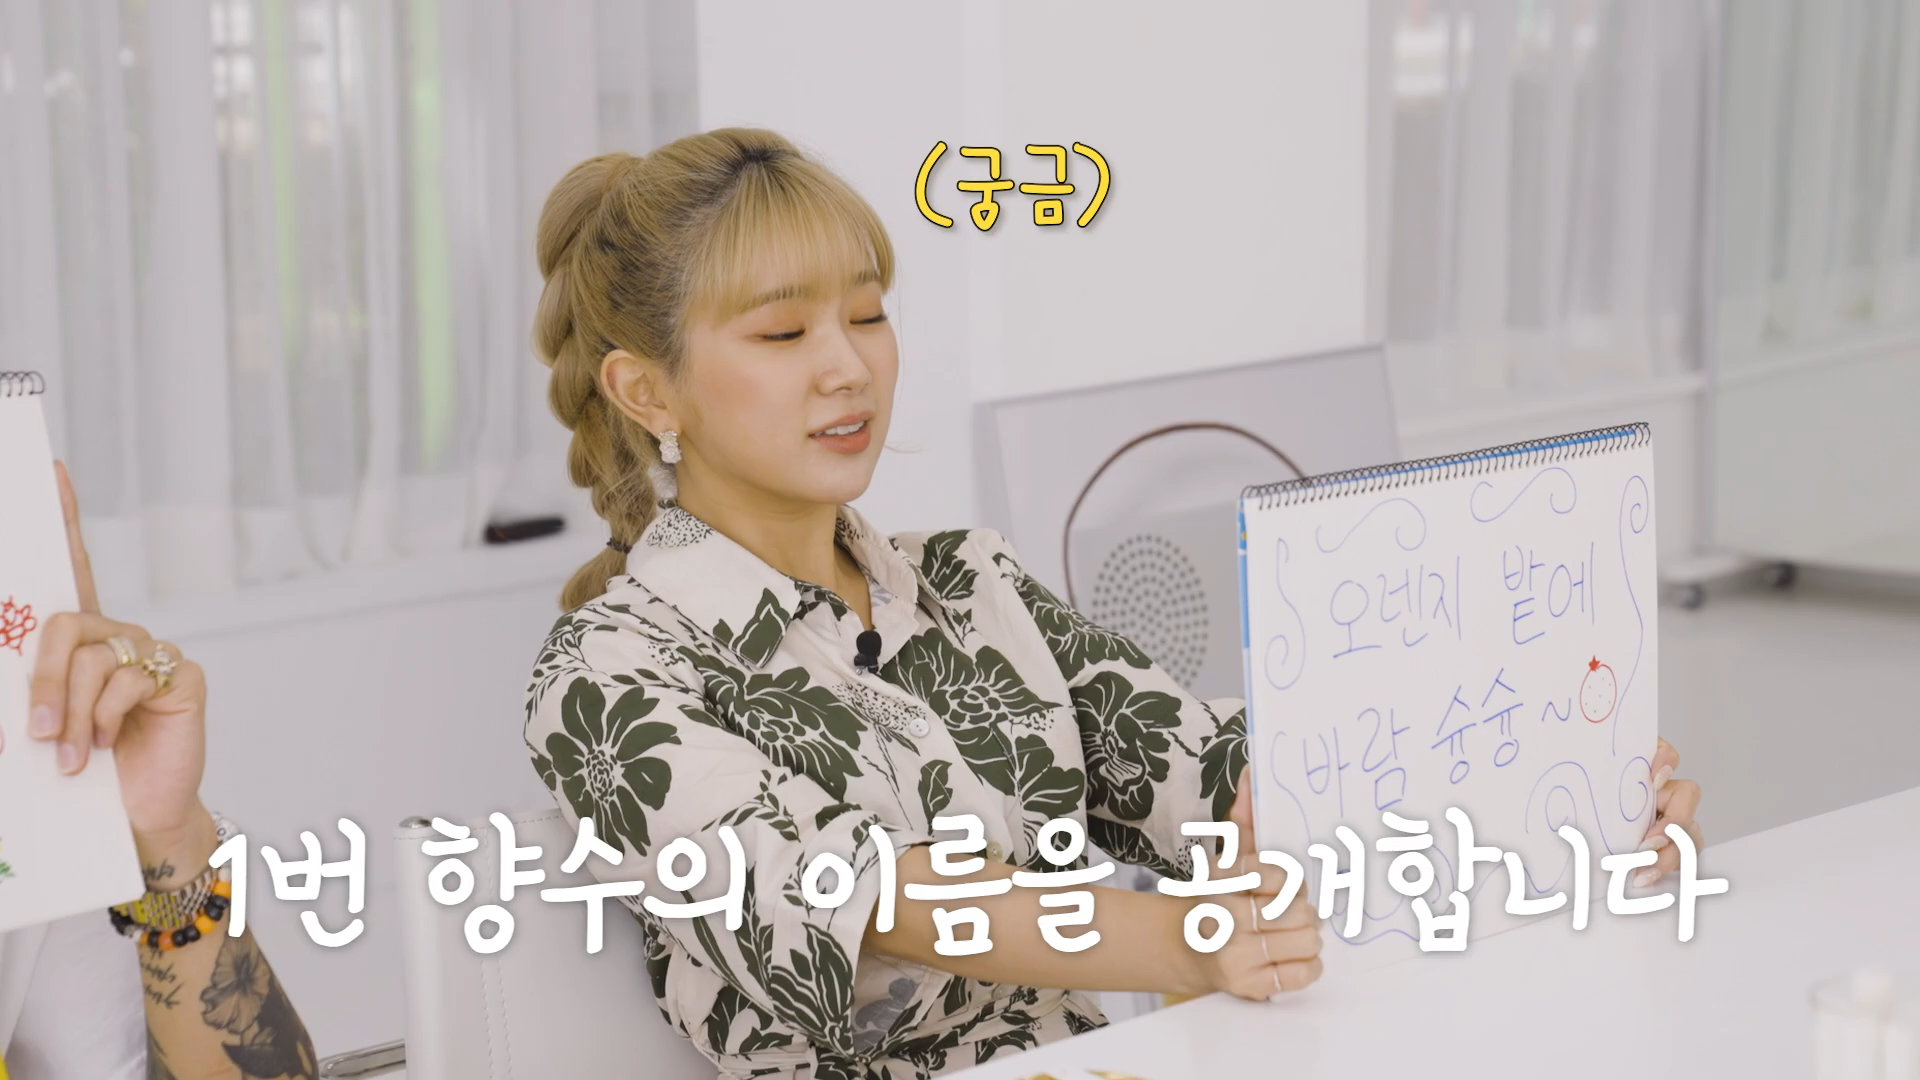 (궁금)
오렌지 밭에
바람 슝슝~
1번 향수의 이름을 공개합니다